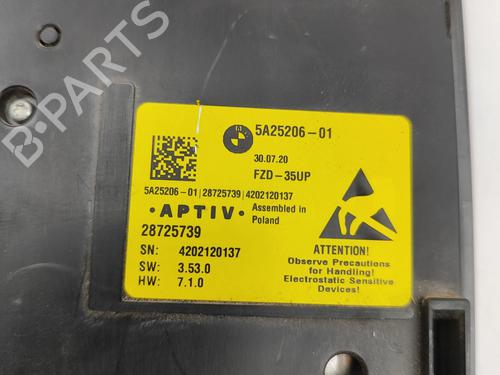 B-PARTS
5A25206-01
30.07.20
FZD-35UP
5A25206-01|28725739|4202120137
·APTIV· Assembled in Poland
28725739
SN: 4202120137
SW: 3.53.0
HW: 7.1.0
ATTENTION!
Observe Precautions
for Handling!
Electrostatic Sensitive
Devices!